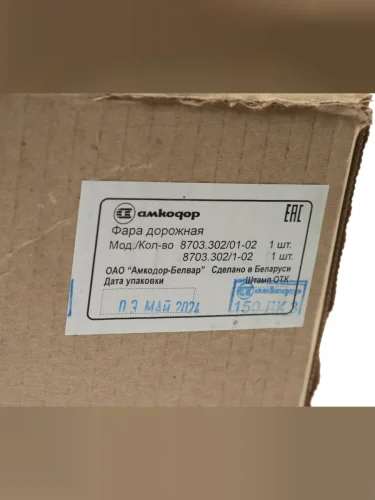 амкодор
EAC
Фара дорожная
Мод./Кол-во 8703.302/01-02 1 шт.
8703.302/1-02 1 шт.
ОАО "Амкодор-Белвар" Сделано в Беларуси
Дата упаковки Штамп ОТК
03 МАЙ 2024
амкодор